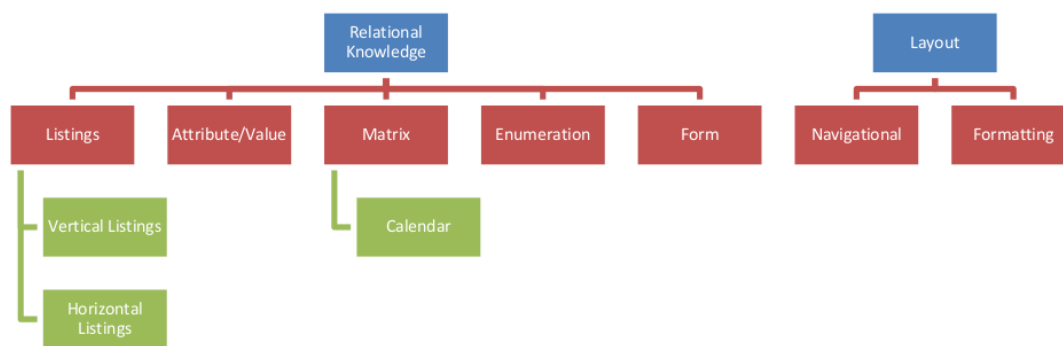 Relational
Knowledge
Layout
Listings
Attribute/Value
Matrix
Enumeration
Form
Navigational
Formatting
Vertical Listings
Calendar
Horizontal
Listings